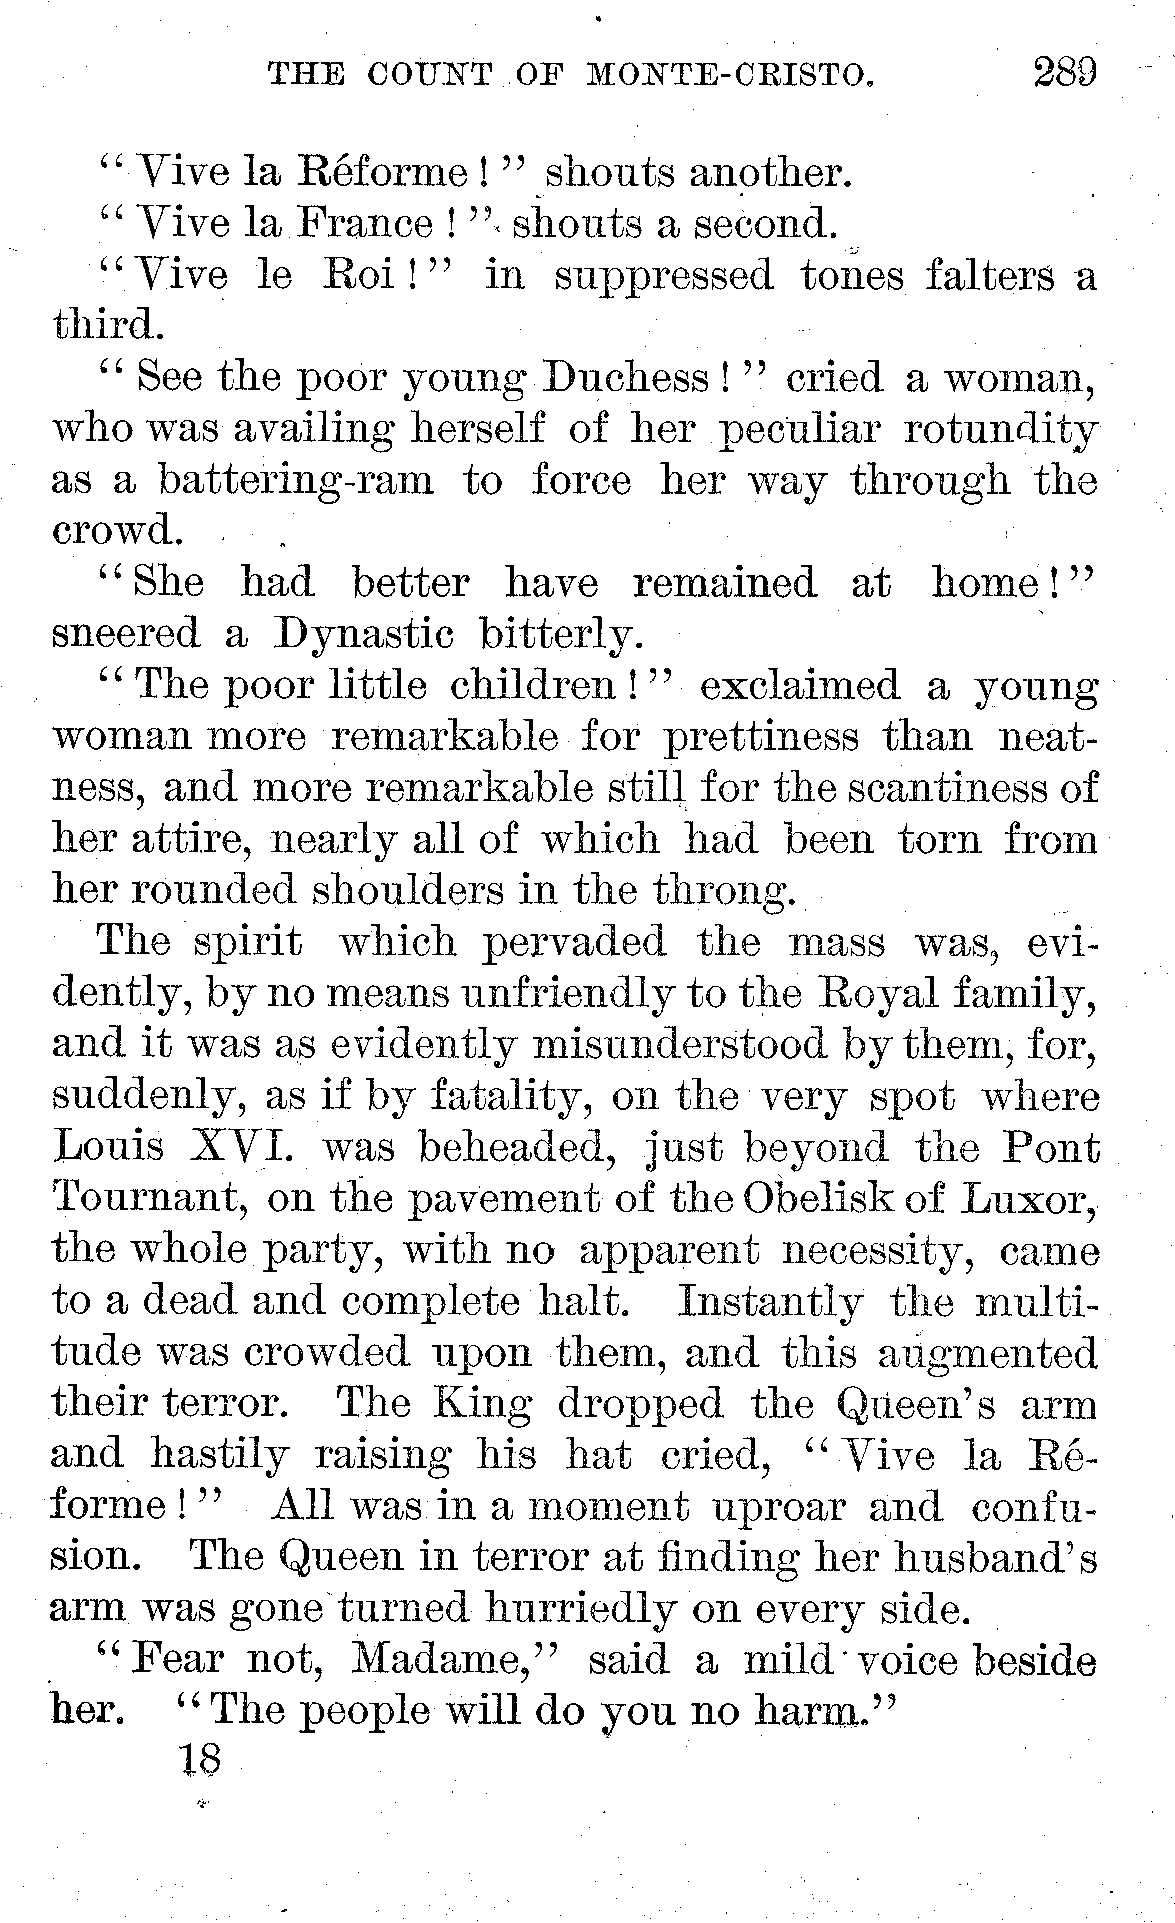 THE COUNT OF MONTE-CRISTO. 289
“Vive la Réforme!” shouts another.
“Vive la France!” shouts a second.
“Vive le Roi!” in suppressed tones falters a
third.
“See the poor young Duchess!” cried a woman,
who was availing herself of her peculiar rotundity
as a battering-ram to force her way through the
crowd.
“She had better have remained at home!”
sneered a Dynastic bitterly.
“The poor little children!” exclaimed a young
woman more remarkable for prettiness than neat-
ness, and more remarkable still for the scantiness of
her attire, nearly all of which had been torn from
her rounded shoulders in the throng.
The spirit which pervaded the mass was, evi-
dently, by no means unfriendly to the Royal family,
and it was as evidently misunderstood by them, for,
suddenly, as if by fatality, on the very spot where
Louis XVI. was beheaded, just beyond the Pont
Tournant, on the pavement of the Obelisk of Luxor,
the whole party, with no apparent necessity, came
to a dead and complete halt. Instantly the multi-
tude was crowded upon them, and this augmented
their terror. The King dropped the Queen’s arm
and hastily raising his hat cried, “Vive la Ré-
forme!” All was in a moment uproar and confu-
sion. The Queen in terror at finding her husband’s
arm was gone turned hurriedly on every side.
“Fear not, Madame,” said a mild voice beside
her. “The people will do you no harm.”
18